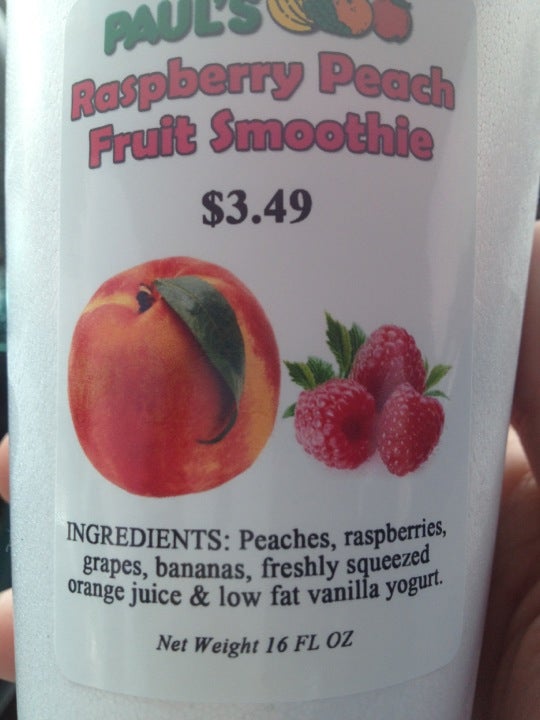 PAUL'S
Raspberry Peach
Fruit Smoothie
$3.49
INGREDIENTS: Peaches, raspberries,
grapes, bananas, freshly squeezed
orange juice & low fat vanilla yogurt.
Net Weight 16 FL OZ